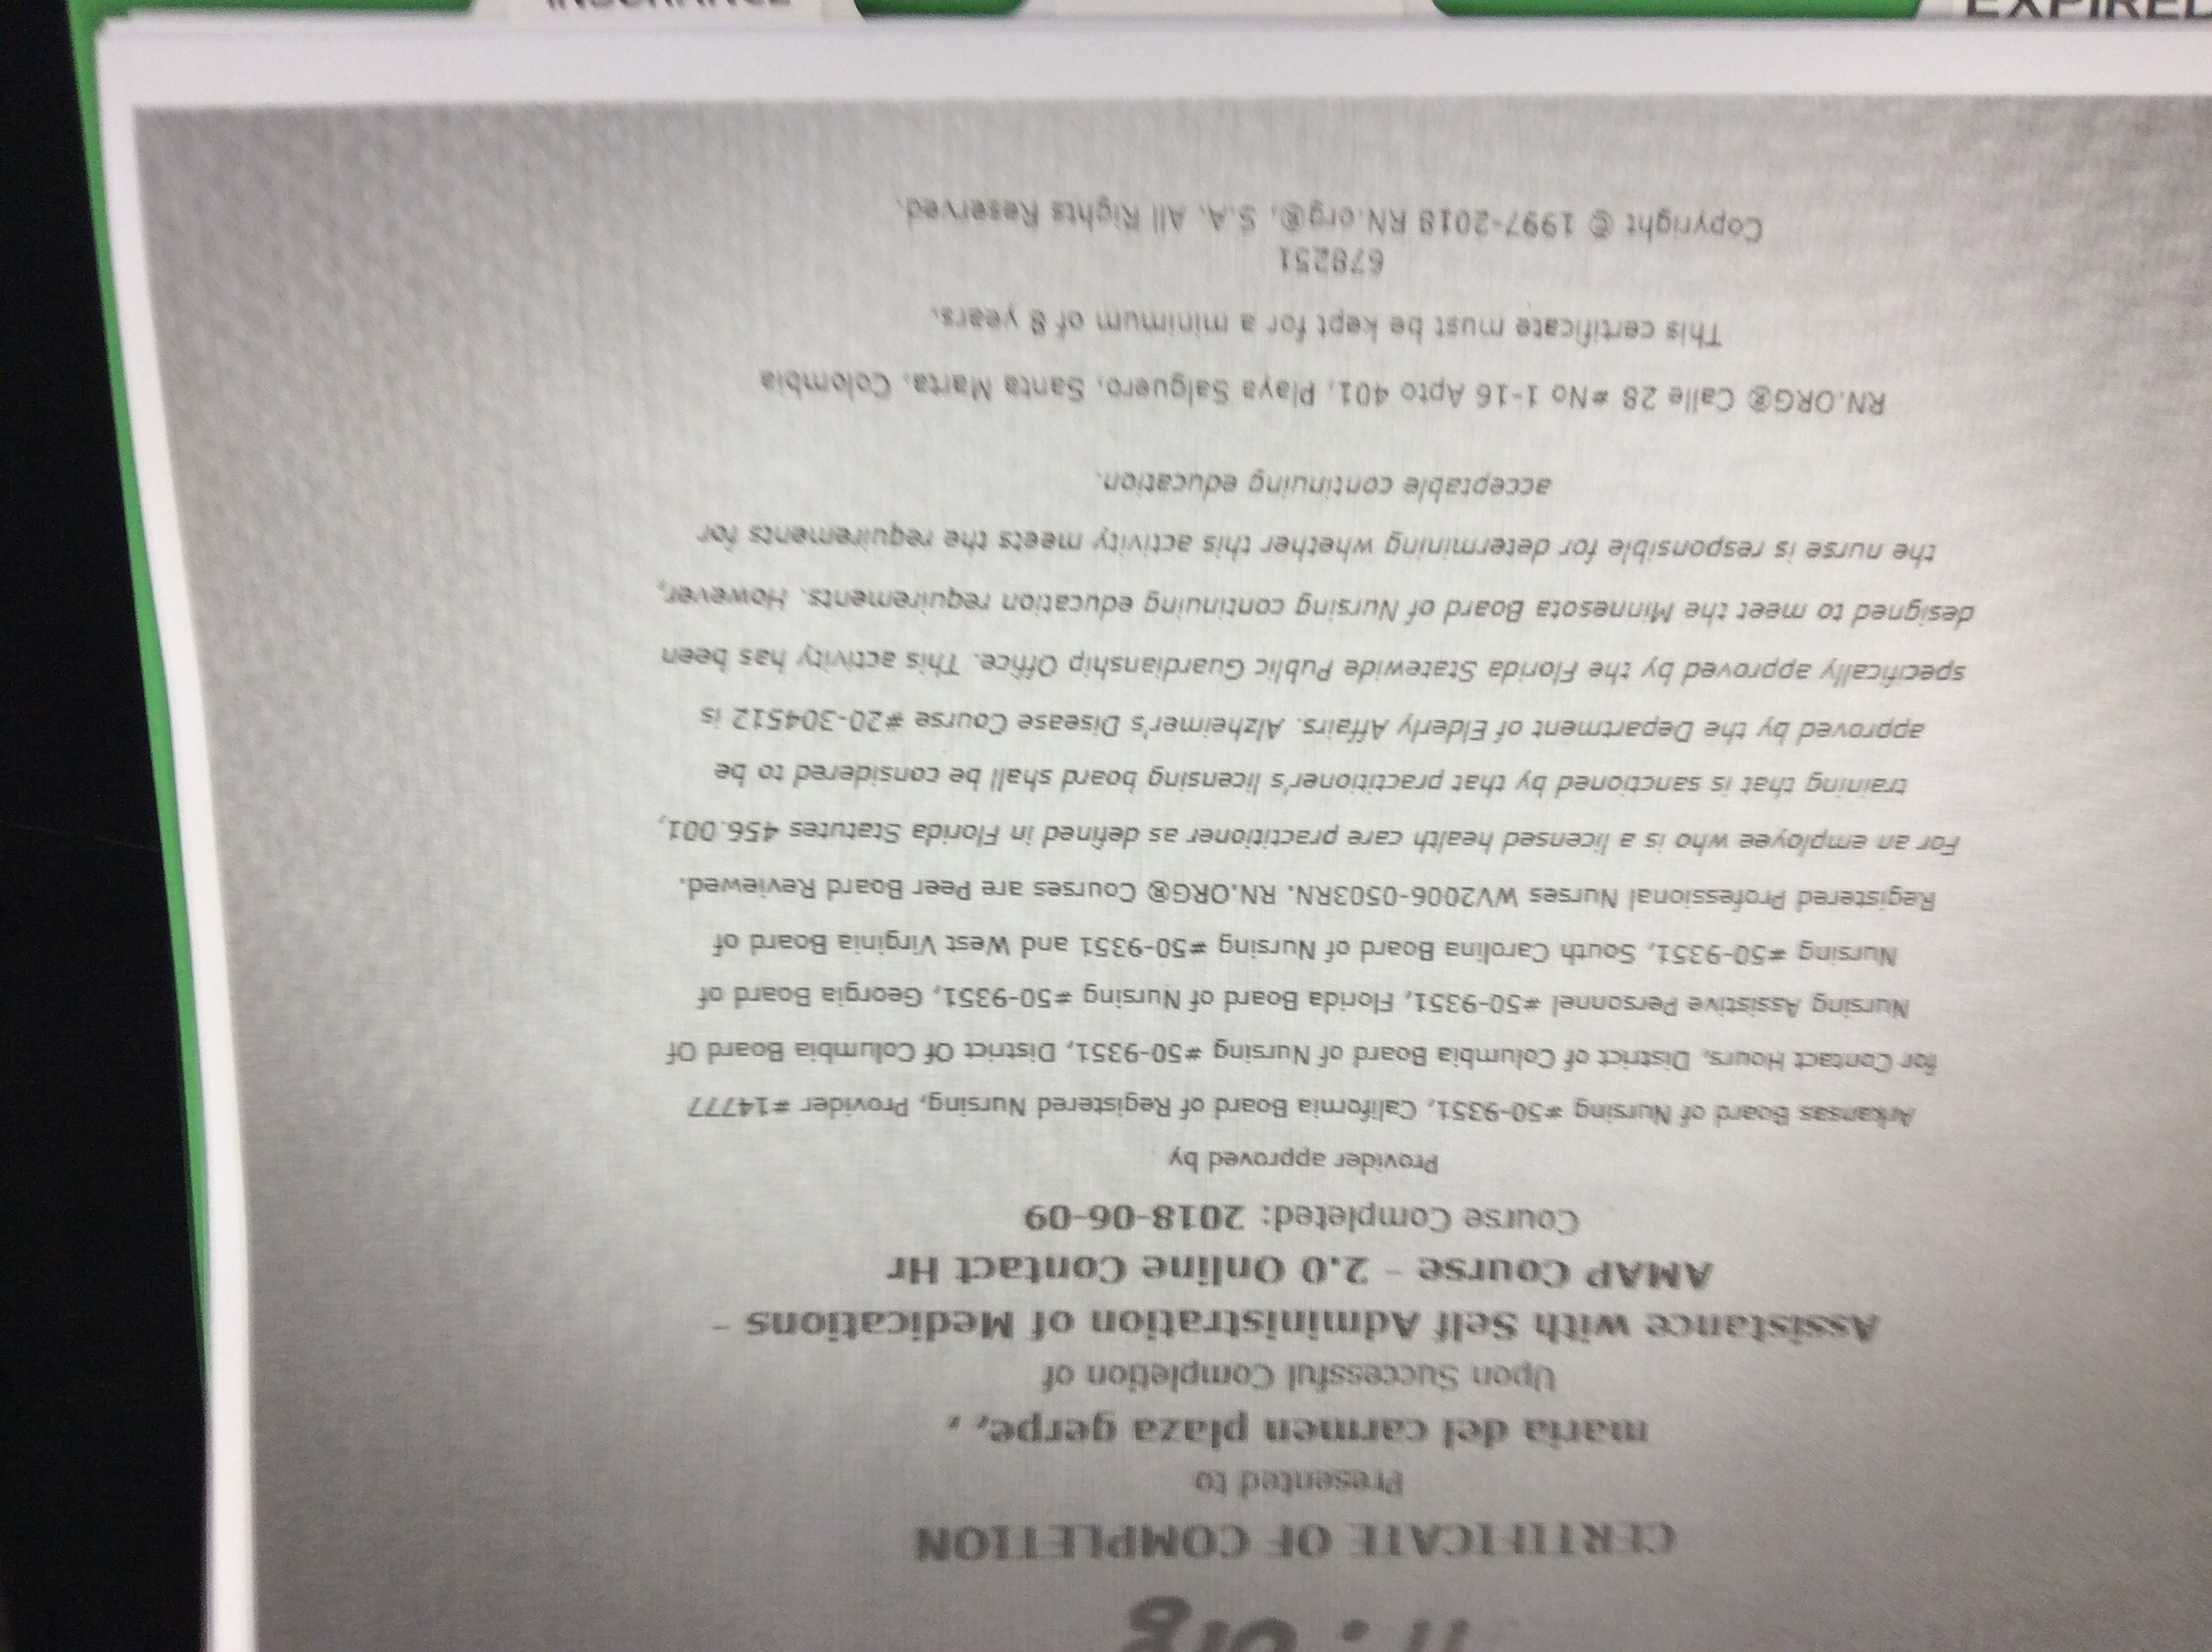 .org
CERTIFICATE OF COMPLETION
Presented to
maria del carmen plaza gerpe, ,
Upon Successful Completion of
Assistance with Self Administration of Medications -
AMAP Course - 2.0 Online Contact Hr
Course Completed: 2018-06-09
Provider approved by
Arkansas Board of Nursing #50-9351, California Board of Registered Nursing, Provider #14777
for Contact Hours, District of Columbia Board of Nursing #50-9351, District Of Columbia Board Of
Nursing Assistive Personnel #50-9351, Florida Board of Nursing #50-9351, Georgia Board of
Nursing #50-9351, South Carolina Board of Nursing #50-9351 and West Virginia Board of
Registered Professional Nurses WV2006-0503RN. RN.ORG® Courses are Peer Board Reviewed.
For an employee who is a licensed health care practitioner as defined in Florida Statutes 456.001,
training that is sanctioned by that practitioner's licensing board shall be considered to be
approved by the Department of Elderly Affairs. Alzheimer's Disease Course #20-304512 is
specifically approved by the Florida Statewide Public Guardianship Office. This activity has been
designed to meet the Minnesota Board of Nursing continuing education requirements. However,
the nurse is responsible for determining whether this activity meets the requirements for
acceptable continuing education.
RN.ORG® Calle 28 #No 1-16 Apto 401, Playa Salguero, Santa Marta, Colombia
This certificate must be kept for a minimum of 8 years.
678251
Copyright © 1997-2018 RN.org®, S.A. All Rights Reserved.
EXPIRED